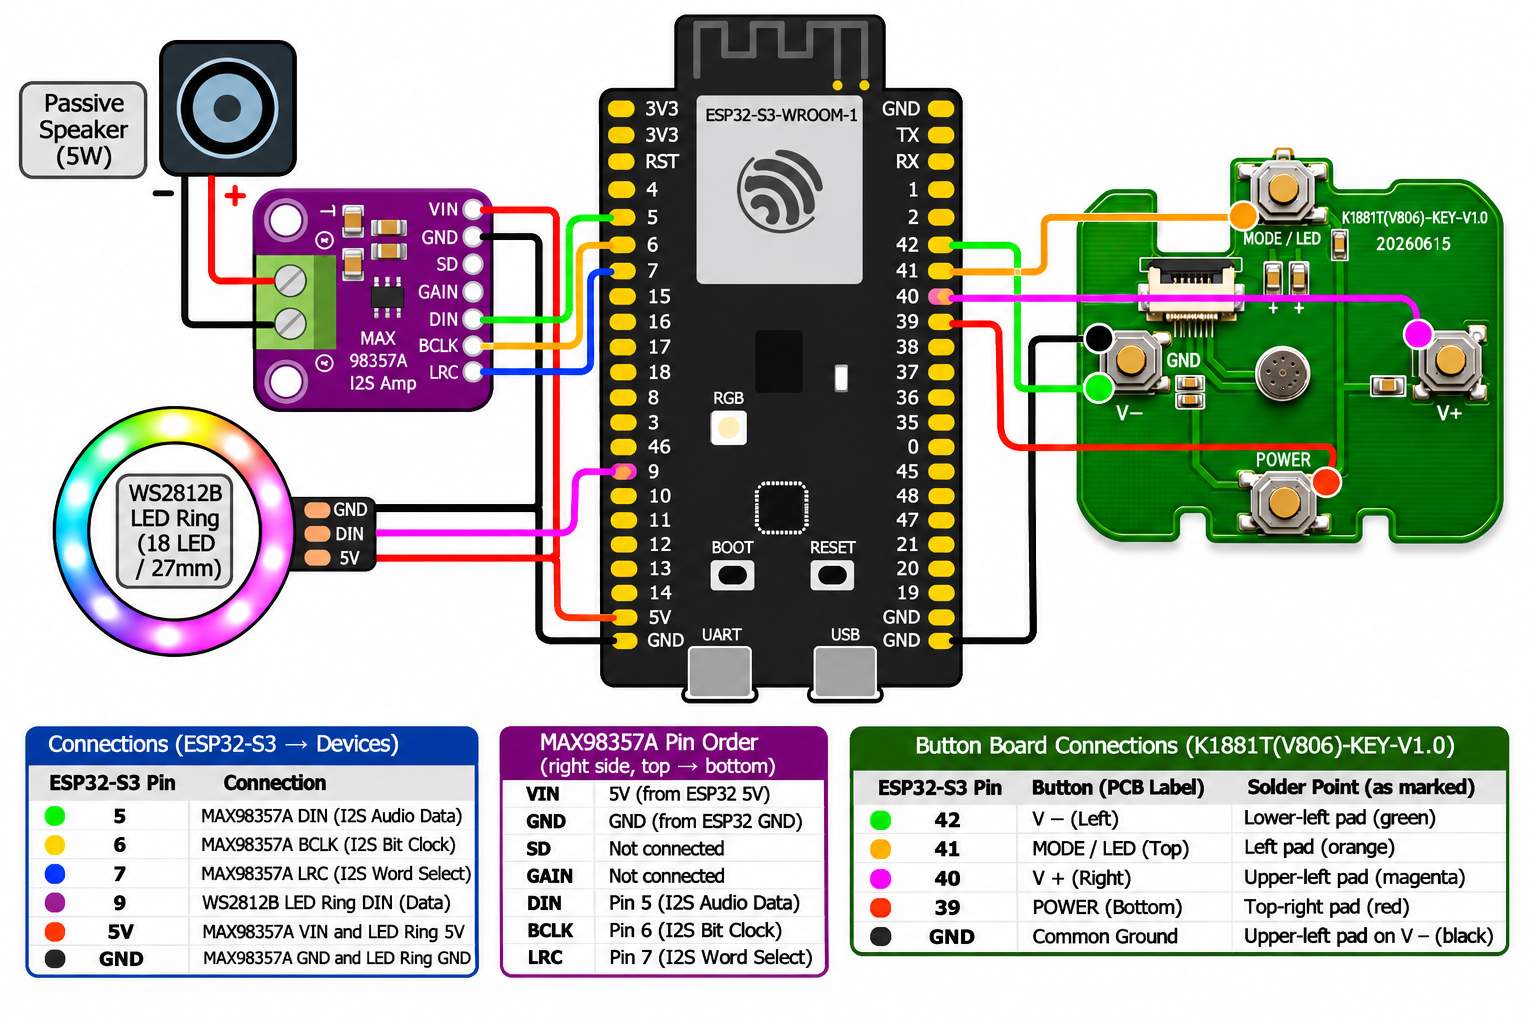 Passive
Speaker
(5W)
−
+
VIN
GND
SD
GAIN
DIN
BCLK
LRC
MAX
98357A
I2S Amp
WS2812B
LED Ring
(18 LED
/ 27mm)
GND
DIN
5V
ESP32-S3-WROOM-1
3V3
3V3
RST
4
5
6
7
15
16
17
18
8
3
46
9
10
11
12
13
14
5V
GND
GND
TX
RX
1
2
42
41
40
39
38
37
36
35
0
45
48
47
21
20
19
GND
GND
RGB
BOOT
RESET
UART
USB
K1881T(V806)-KEY-V1.0
20260615
MODE / LED
+ +
GND
V−
V+
POWER
Connections (ESP32-S3 → Devices)
ESP32-S3 Pin Connection
5 MAX98357A DIN (I2S Audio Data)
6 MAX98357A BCLK (I2S Bit Clock)
7 MAX98357A LRC (I2S Word Select)
9 WS2812B LED Ring DIN (Data)
5V MAX98357A VIN and LED Ring 5V
GND MAX98357A GND and LED Ring GND
MAX98357A Pin Order
(right side, top → bottom)
VIN 5V (from ESP32 5V)
GND GND (from ESP32 GND)
SD Not connected
GAIN Not connected
DIN Pin 5 (I2S Audio Data)
BCLK Pin 6 (I2S Bit Clock)
LRC Pin 7 (I2S Word Select)
Button Board Connections (K1881T(V806)-KEY-V1.0)
ESP32-S3 Pin Button (PCB Label) Solder Point (as marked)
42 V − (Left) Lower-left pad (green)
41 MODE / LED (Top) Left pad (orange)
40 V + (Right) Upper-left pad (magenta)
39 POWER (Bottom) Top-right pad (red)
GND Common Ground Upper-left pad on V − (black)